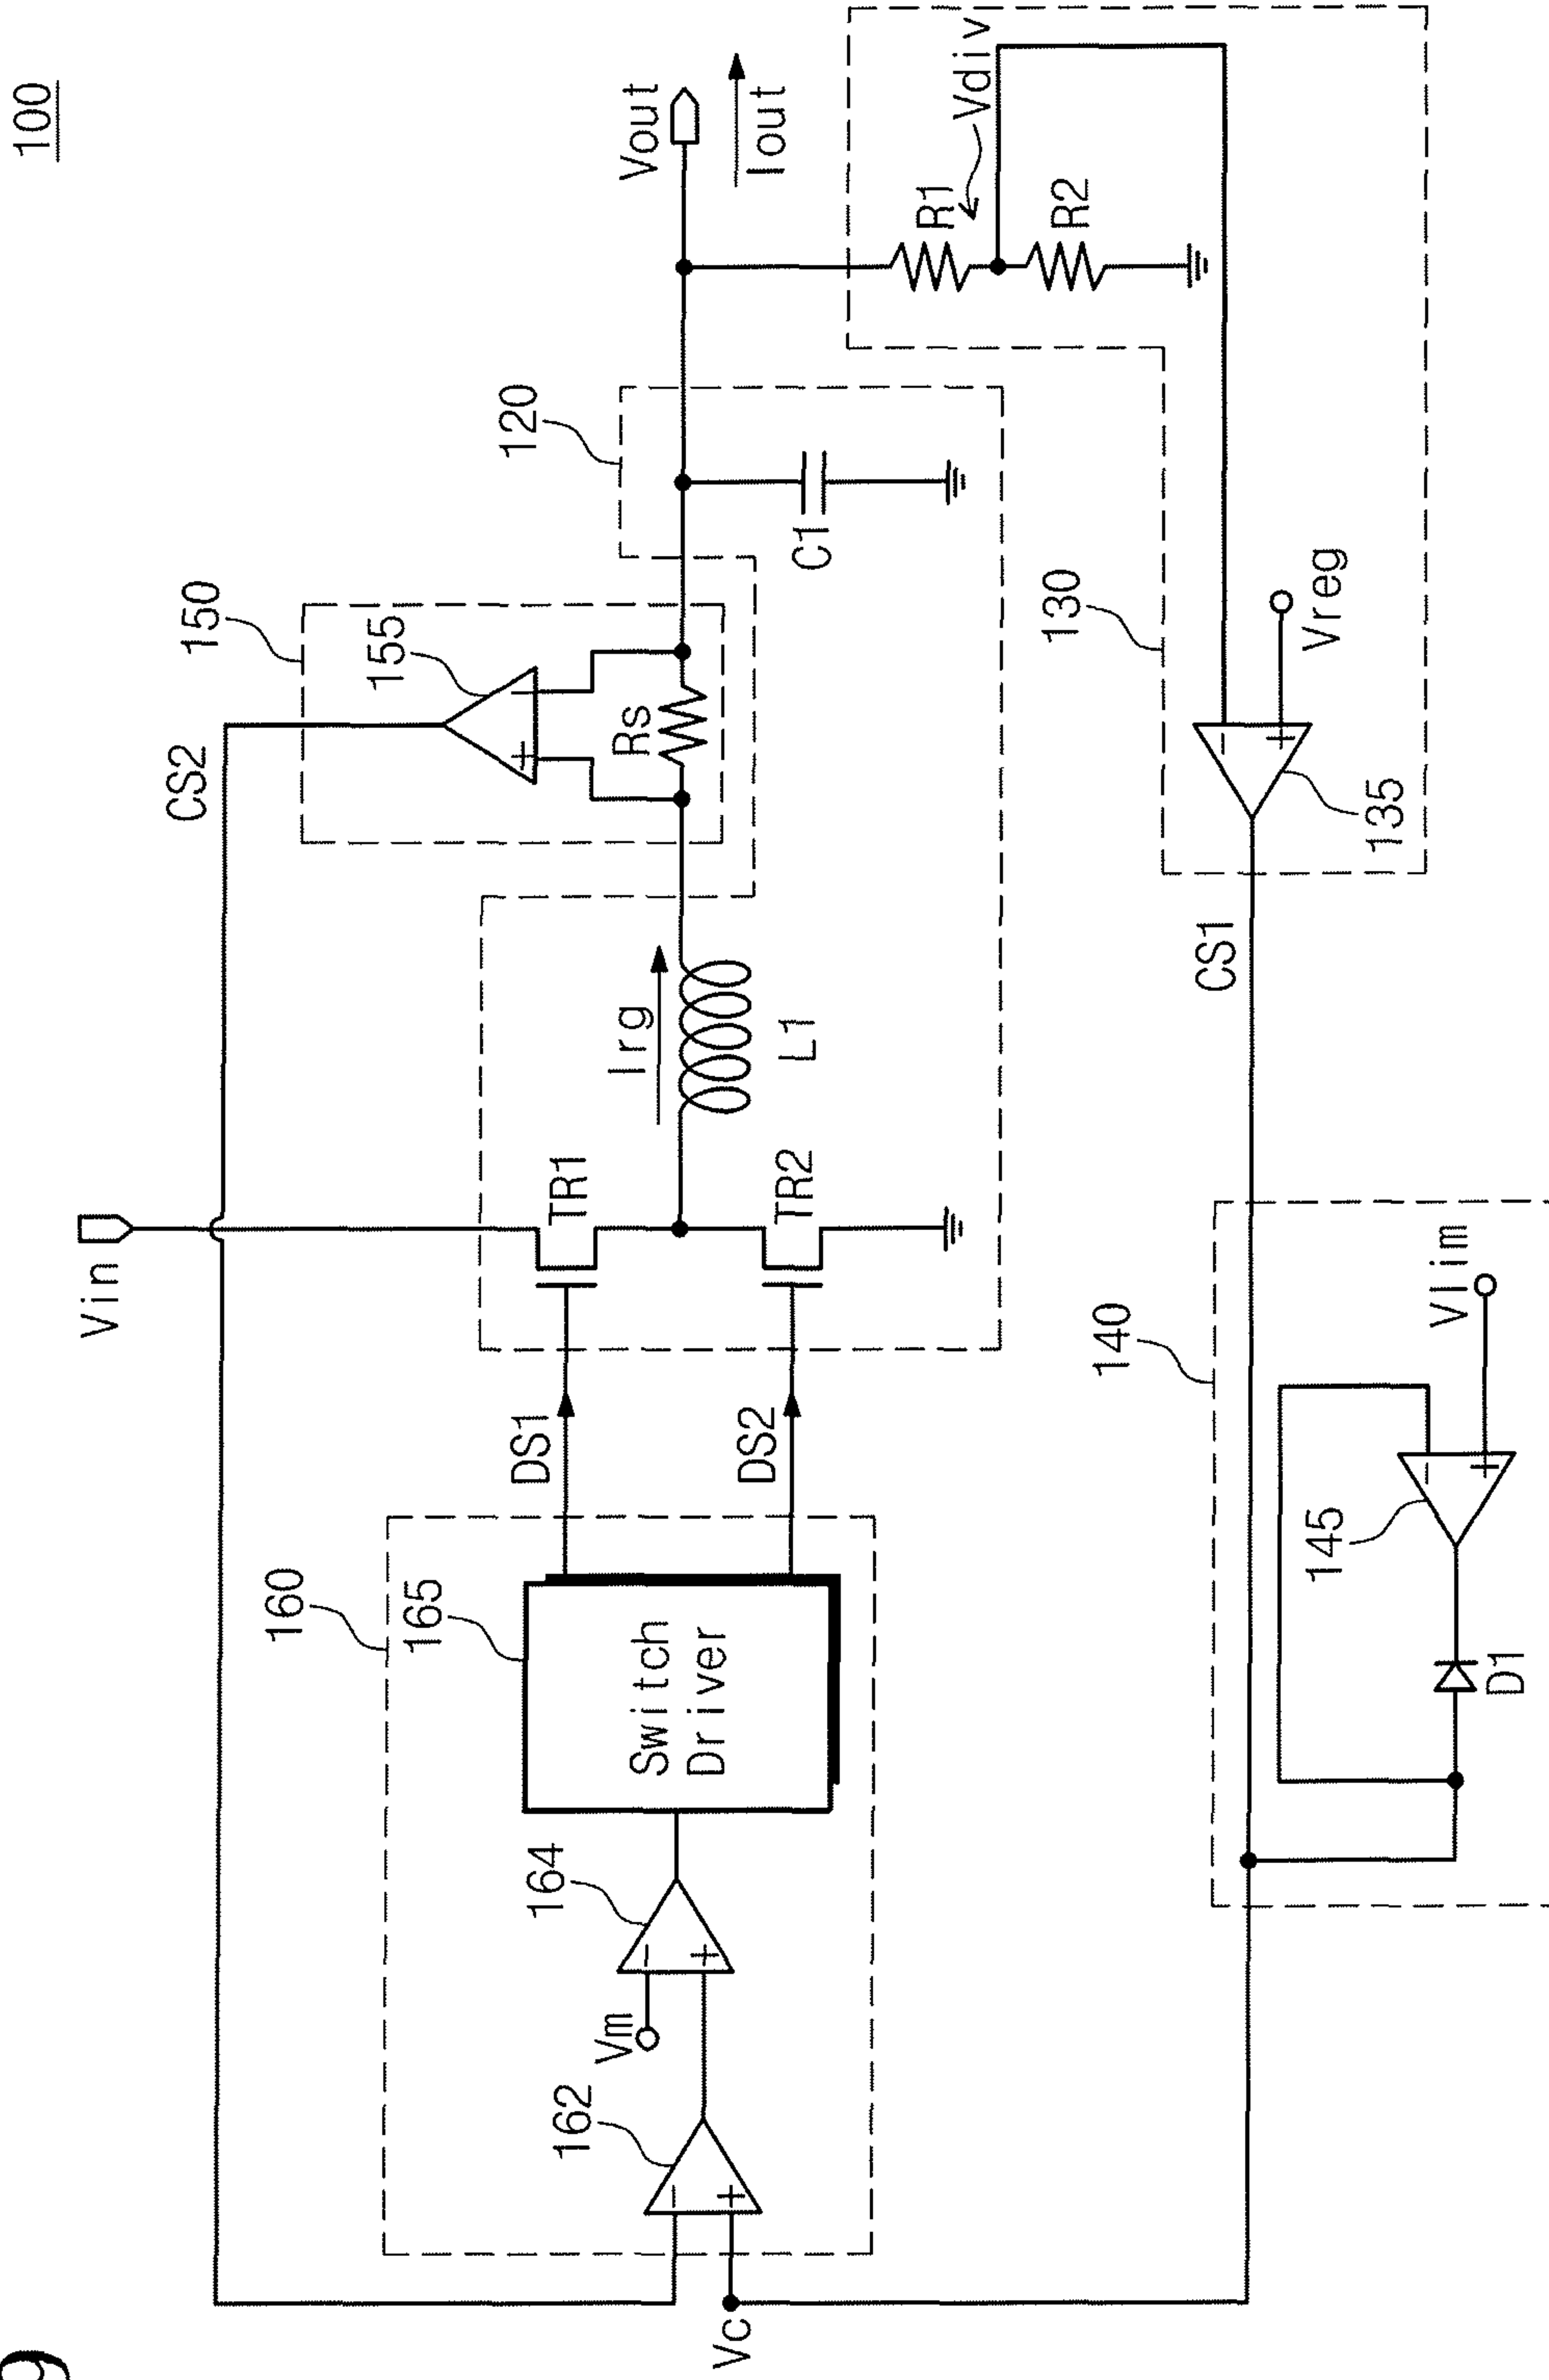 9
100
Vin
CS2
150
155
+
−
Rs
120
Vout
Iout
160
165
DS1
TR1
Irg
L1
C1
R1
Vdiv
R2
162
−
+
Vm
164
−
+
Switch
Driver
DS2
TR2
130
Vc
140
CS1
−
+
135
Vreg
145
−
+
Vlim
D1